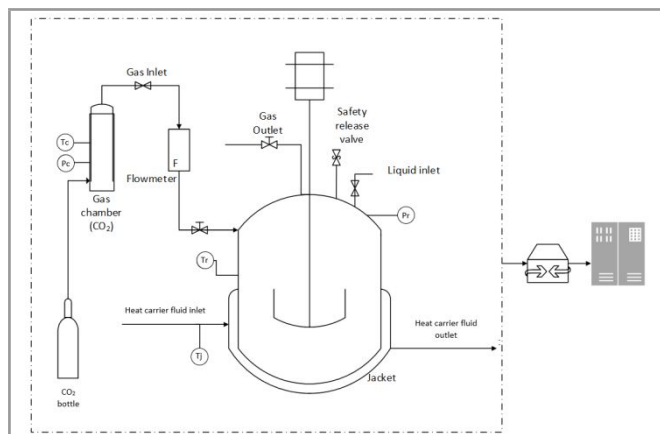 Gas Inlet
Tc
Pc
Gas
chamber
(CO₂)
Flowmeter
F
Gas
Outlet
Safety
release
valve
Liquid inlet
Pr
Tr
Heat carrier fluid inlet
Tj
Heat carrier fluid
outlet
Jacket
CO₂
bottle